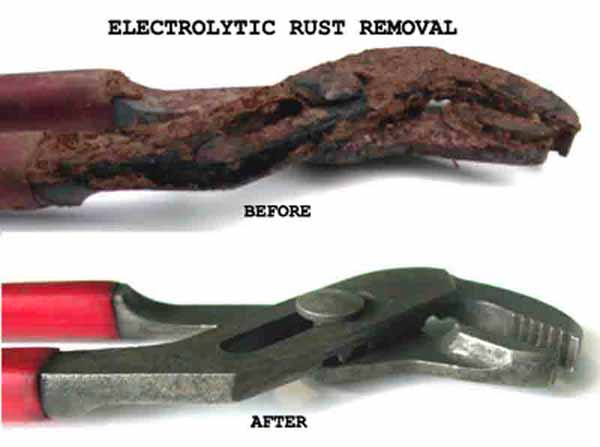 ELECTROLYTIC RUST REMOVAL
BEFORE
AFTER